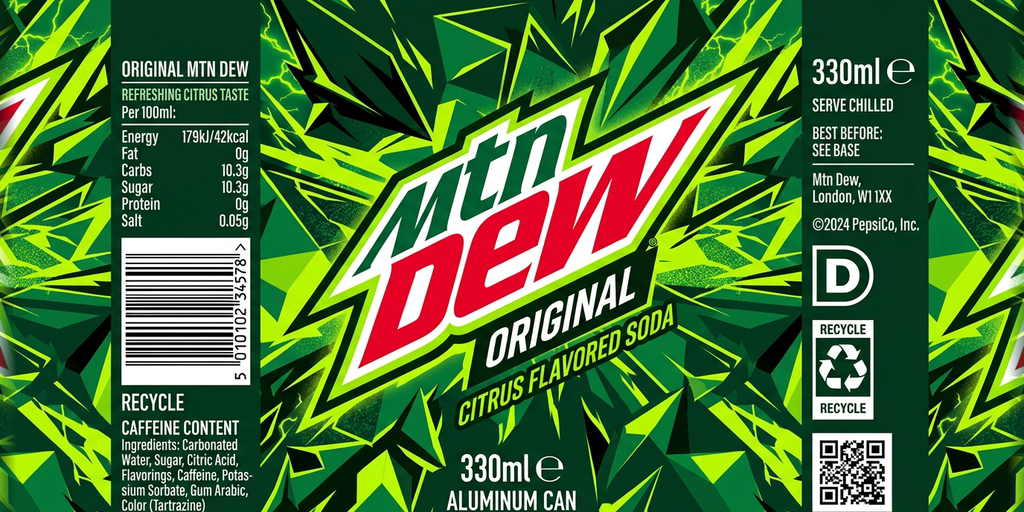 ORIGINAL MTN DEW
REFRESHING CITRUS TASTE
Per 100ml:
Energy 179kJ/42kcal
Fat 0g
Carbs 10.3g
Sugar 10.3g
Protein 0g
Salt 0.05g
5 010102 34578 >
RECYCLE
CAFFEINE CONTENT
Ingredients: Carbonated
Water, Sugar, Citric Acid,
Flavorings, Caffeine, Potas-
sium Sorbate, Gum Arabic,
Color (Tartrazine)
Mtn
DEW®
ORIGINAL
CITRUS FLAVORED SODA
330ml ℮
ALUMINUM CAN
330ml ℮
SERVE CHILLED
BEST BEFORE:
SEE BASE
Mtn Dew,
London, W1 1XX
©2024 PepsiCo, Inc.
D
RECYCLE
RECYCLE